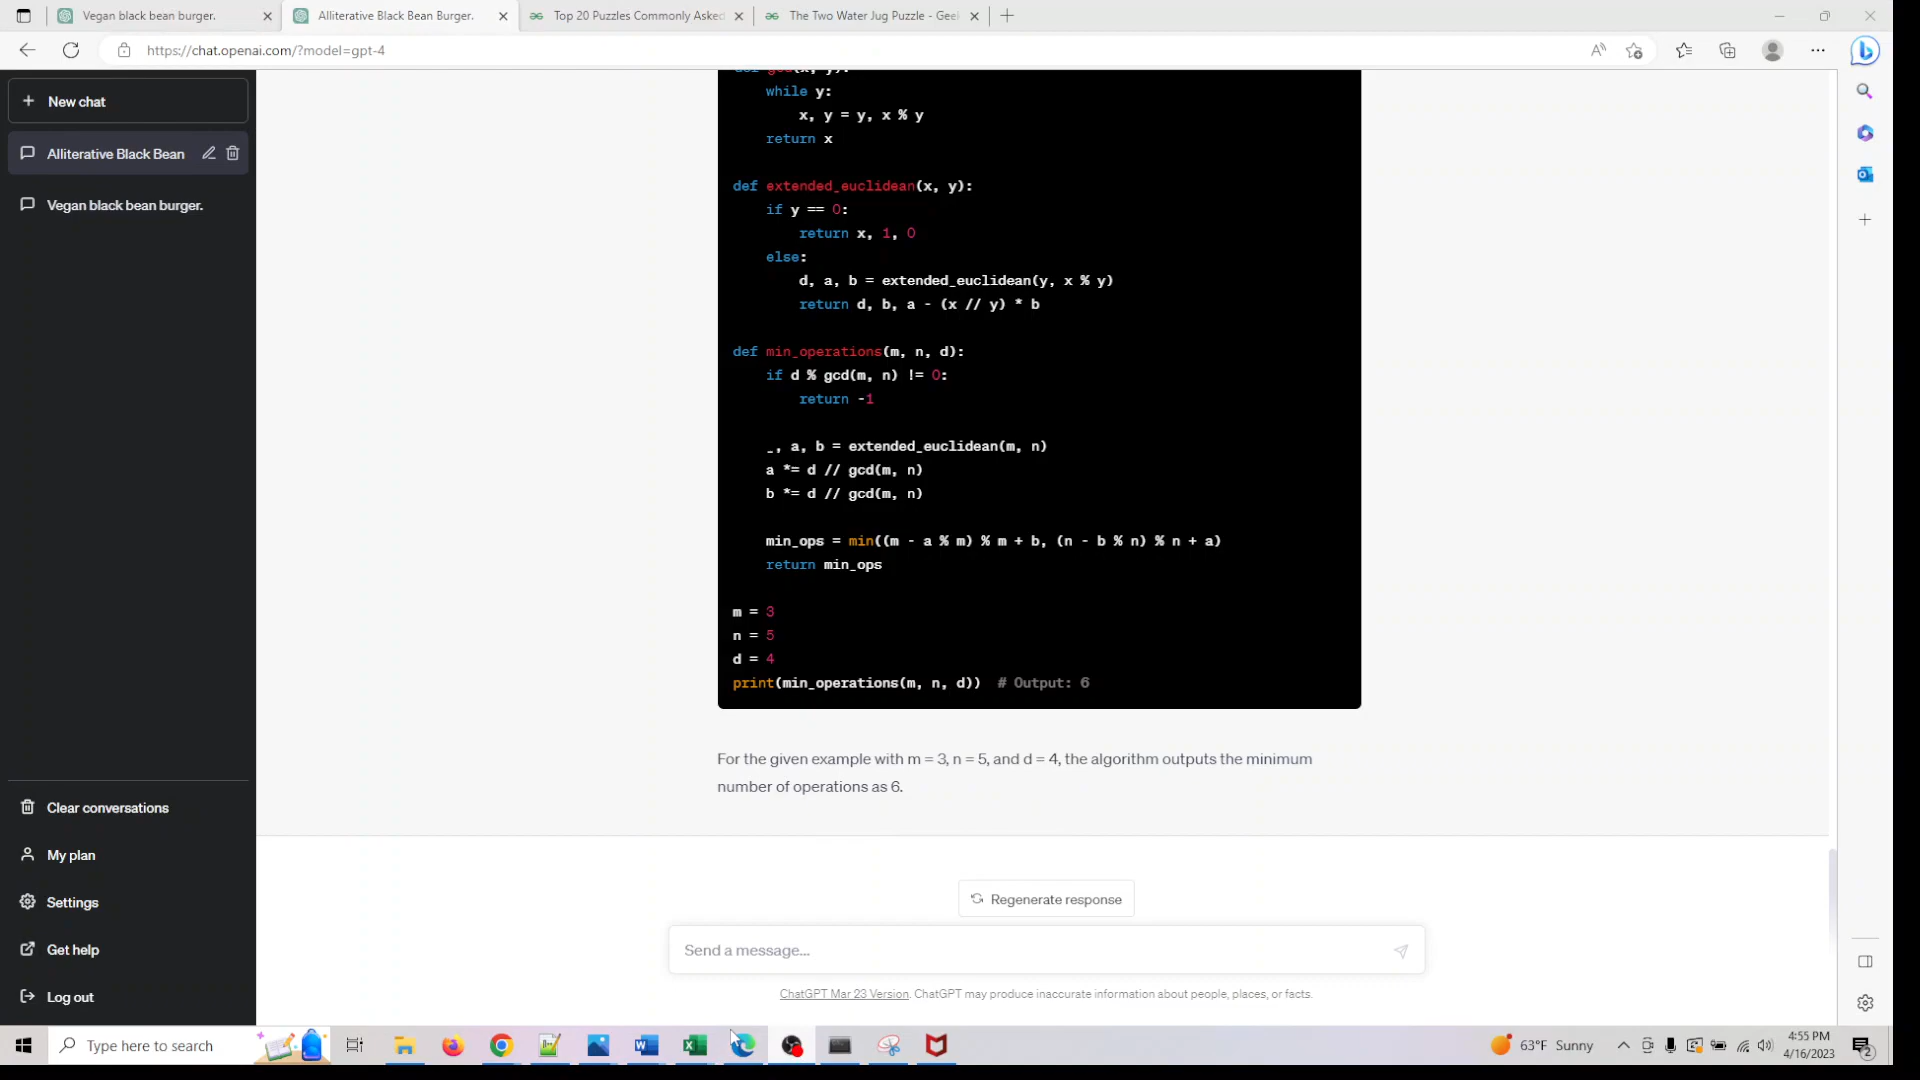 Vegan black bean burger.
Alliterative Black Bean Burger.
Top 20 Puzzles Commonly Asked
The Two Water Jug Puzzle - Geek
https://chat.openai.com/?model=gpt-4
New chat
Alliterative Black Bean
Vegan black bean burger.
Clear conversations
My plan
Settings
Get help
Log out
def gcd(x, y):
while y:
x, y = y, x % y
return x
def extended_euclidean(x, y):
if y == 0:
return x, 1, 0
else:
d, a, b = extended_euclidean(y, x % y)
return d, b, a - (x // y) * b
def min_operations(m, n, d):
if d % gcd(m, n) != 0:
return -1
_, a, b = extended_euclidean(m, n)
a *= d // gcd(m, n)
b *= d // gcd(m, n)
min_ops = min((m - a % m) % m + b, (n - b % n) % n + a)
return min_ops
m = 3
n = 5
d = 4
print(min_operations(m, n, d)) # Output: 6
For the given example with m = 3, n = 5, and d = 4, the algorithm outputs the minimum
number of operations as 6.
Regenerate response
Send a message...
ChatGPT Mar 23 Version. ChatGPT may produce inaccurate information about people, places, or facts.
Type here to search
63°F Sunny
4:55 PM
4/16/2023
2